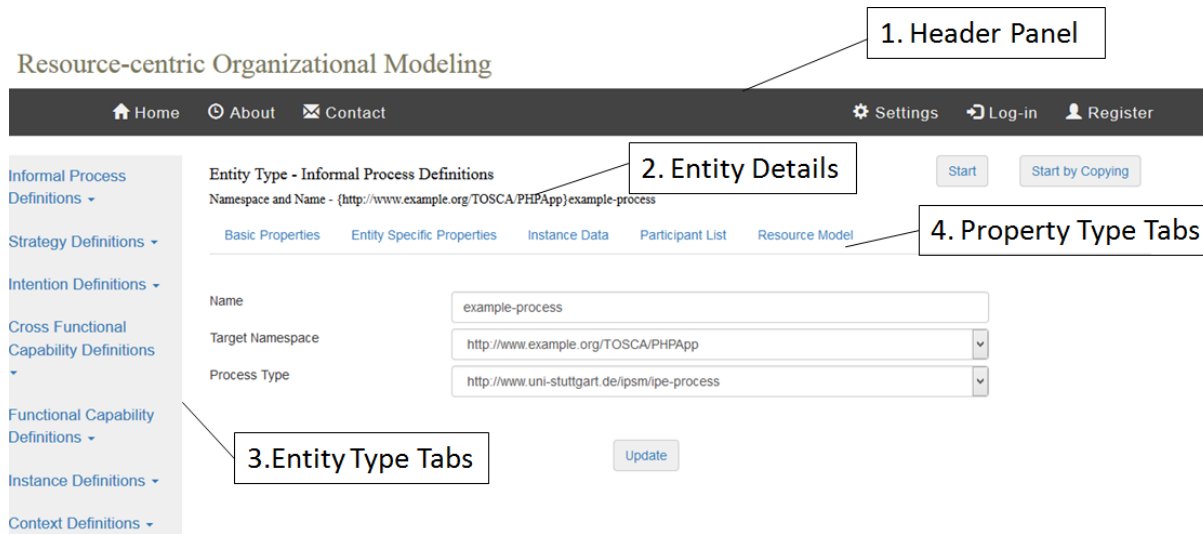 1. Header Panel
Resource-centric Organizational Modeling
Home About Contact Settings Log-in Register
Informal Process
Definitions
Strategy Definitions
Intention Definitions
Cross Functional
Capability Definitions
Functional Capability
Definitions
Instance Definitions
Context Definitions
Entity Type - Informal Process Definitions
2. Entity Details
Start Start by Copying
Namespace and Name - {http://www.example.org/TOSCA/PHPApp}example-process
Basic Properties Entity Specific Properties Instance Data Participant List Resource Model
4. Property Type Tabs
Name example-process
Target Namespace http://www.example.org/TOSCA/PHPApp
Process Type http://www.uni-stuttgart.de/ipsm/ipe-process
3.Entity Type Tabs
Update